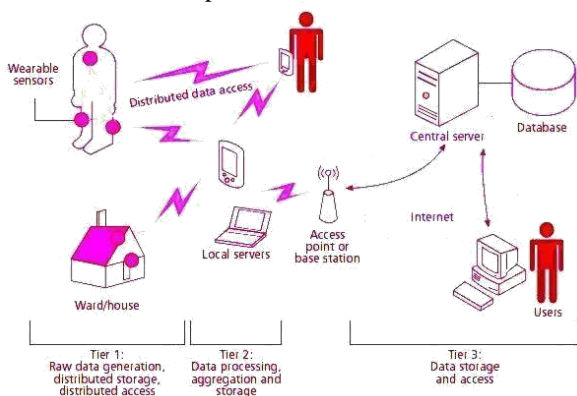 Wearable
sensors
Distributed data access
Central server
Database
Internet
Access
point or
base station
Local servers
Ward/house
Users
Tier 1:
Raw data generation,
distributed storage,
distributed access
Tier 2:
Data processing,
aggregation and
storage
Tier 3:
Data storage
and access